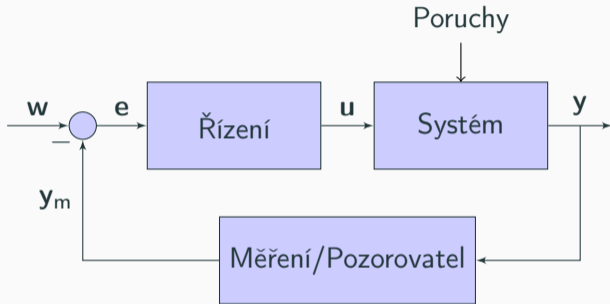 Poruchy
w
e
Řízení
u
Systém
y
−
y_m
Měření/Pozorovatel